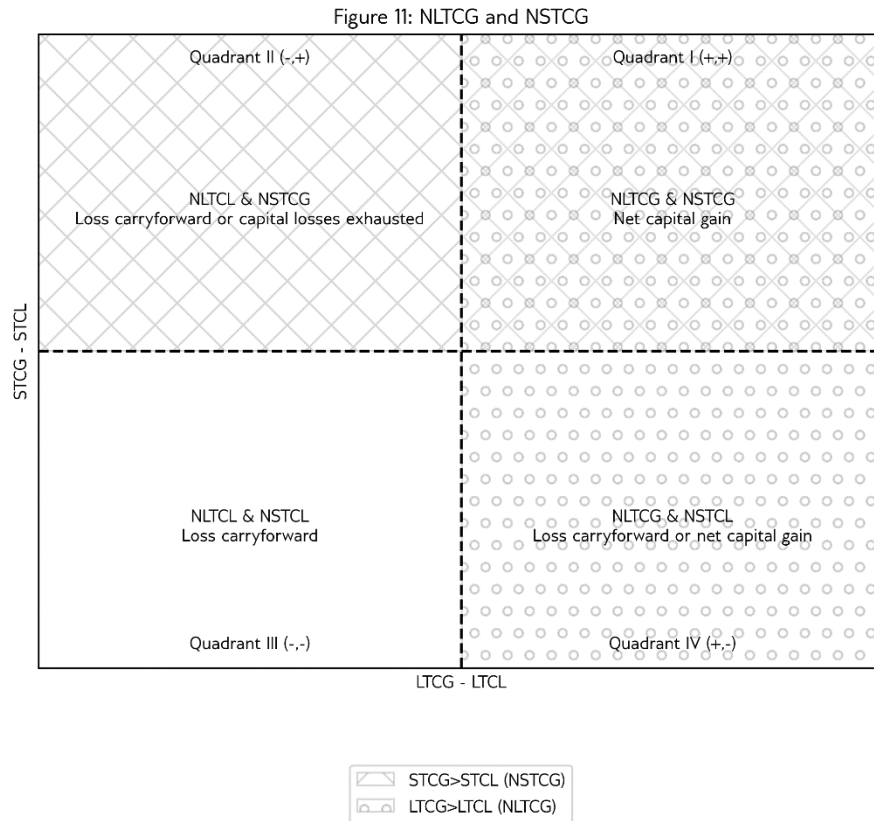 Figure 11: NLTCG and NSTCG
Quadrant II (-,+)
Quadrant I (+,+)
NLTCL & NSTCG
Loss carryforward or capital losses exhausted
NLTCG & NSTCG
Net capital gain
STCG - STCL
NLTCL & NSTCL
Loss carryforward
NLTCG & NSTCL
Loss carryforward or net capital gain
Quadrant III (-,-)
Quadrant IV (+,-)
LTCG - LTCL
STCG>STCL (NSTCG)
LTCG>LTCL (NLTCG)